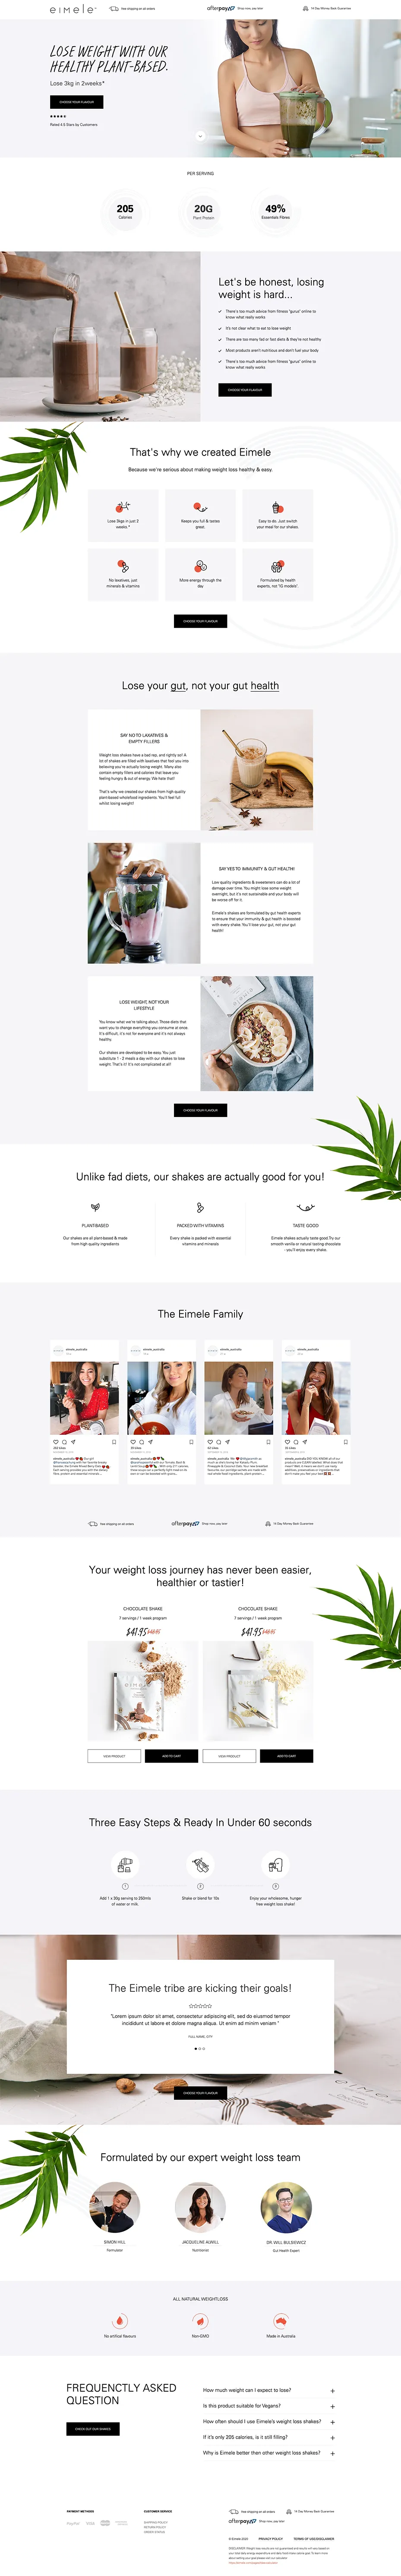 eimele
Free shipping on all orders
afterpay Shop now, pay later
14 Day Money Back Guarantee
LOSE WEIGHT WITH OUR
HEALTHY PLANT-BASED.
Lose 3kg in 2weeks*
CHOOSE YOUR FLAVOUR
Rated 4.5 Stars by Customers
PER SERVING
205
Calories
20G
Plant Protein
49%
Essentials Fibres
Let's be honest, losing
weight is hard...
There's too much advice from fitness "gurus" online to
know what really works
It's not clear what to eat to lose weight
There are too many fad or fast diets & they're not healthy
Most products aren't nutritious and don't fuel your body
There's too much advice from fitness "gurus" online to
know what really works
CHOOSE YOUR FLAVOUR
That's why we created Eimele
Because we're serious about making weight loss healthy & easy.
Lose 3kgs in just 2
weeks.*
Keeps you full & tastes
great.
Easy to do. Just switch
your meal for our shakes.
No laxatives, just
minerals & vitamins
More energy through the
day
Formulated by health
experts, not 'IG models'.
CHOOSE YOUR FLAVOUR
Lose your gut, not your gut health
SAY NO TO LAXATIVES &
EMPTY FILLERS
Weight loss shakes have a bad rep, and rightly so! A
lot of shakes are filled with laxatives that fool you into
believing you're actually losing weight. Many also
contain empty fillers and calories that leave you
feeling hungry & out of energy. We hate that!
That's why we created our shakes from high quality
plant-based wholefood ingredients. You'll feel full
whilst losing weight!
SAY YES TO IMMUNITY & GUT HEALTH!
Low quality ingredients & sweeteners can do a lot of
damage over time. You might lose some weight
overnight, but it's not sustainable and your body will
be worse off for it.
Eimele's shakes are formulated by gut health experts
to ensure that your immunity & gut health is boosted
with every shake. You'll lose your gut, not your gut
health!
LOSE WEIGHT, NOT YOUR
LIFESTYLE
You know what we're talking about. Those diets that
want you to change everything you consume at once.
It's difficult, it's not for everyone and it's not always
healthy.
Our shakes are developed to be easy. You just
substitute 1 - 2 meals a day with our shakes to lose
weight. That's it! It's not complicated at all!
CHOOSE YOUR FLAVOUR
Unlike fad diets, our shakes are actually good for you!
PLANTBASED
Our shakes are all plant-based & made
from high quality ingredients
PACKED WITH VITAMINS
Every shake is packed with essential
vitamins and minerals
TASTE GOOD
Eimele shakes actually taste good.Try our
smooth vanilla or natural tasting chocolate
- you'll enjoy every shake.
The Eimele Family
eimele_australia
eimele_australia
eimele_australia
eimele_australia
Free shipping on all orders
afterpay Shop now, pay later
14 Day Money Back Guarantee
Your weight loss journey has never been easier,
healthier or tastier!
CHOCOLATE SHAKE
7 servings / 1 week program
$41.95
CHOCOLATE SHAKE
7 servings / 1 week program
$41.95
eimele
VIEW PRODUCT
ADD TO CART
VIEW PRODUCT
ADD TO CART
Three Easy Steps & Ready In Under 60 seconds
1
2
3
Add 1 x 30g serving to 250mls
of water or milk.
Shake or blend for 10s
Enjoy your wholesome, hunger
free weight loss shake!
The Eimele tribe are kicking their goals!
"Lorem ipsum dolor sit amet, consectetur adipiscing elit, sed do eiusmod tempor
incididunt ut labore et dolore magna aliqua. Ut enim ad minim veniam "
FULL NAME, CITY
CHOOSE YOUR FLAVOUR
Formulated by our expert weight loss team
SIMON HILL
Formulator
JACQUELINE ALWILL
Nutritionist
DR. WILL BULSIEWICZ
Gut Health Expert
ALL NATURAL WEIGHTLOSS
No artifical flavours
Non-GMO
Made in Australia
FREQUENCTLY ASKED
QUESTION
CHECK OUT OUR SHAKES
How much weight can I expect to lose?
Is this product suitable for Vegans?
How often should I use Eimele's weight loss shakes?
If it's only 205 calories, is it still filling?
Why is Eimele better than other weight loss shakes?
PAYMENT METHODS
PayPal VISA
CUSTOMER SERVICE
SHIPPING POLICY
RETURN POLICY
ORDER STATUS
Free shipping on all orders
14 Day Money Back Guarantee
afterpay Shop now, pay later
© Eimele 2020
PRIVACY POLICY
TERMS OF USE/DISCLAIMER